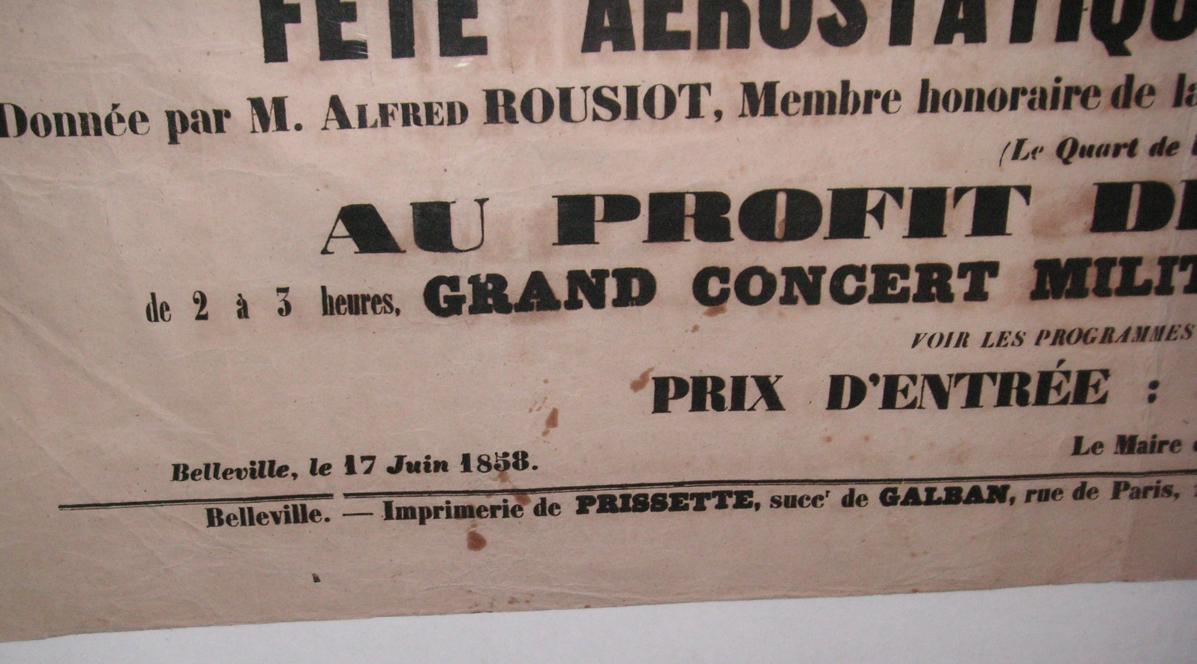 FÊTE AÉROSTATIQU
Donnée par M. ALFRED ROUSIOT, Membre honoraire de la
(Le Quart de l
AU PROFIT DE
de 2 à 3 heures, GRAND CONCERT MILIT
VOIR LES PROGRAMMES
PRIX D'ENTRÉE :
Le Maire
Belleville, le 17 Juin 1858.
Belleville. — Imprimerie de PRISSETTE, succr de GALBAN, rue de Paris,